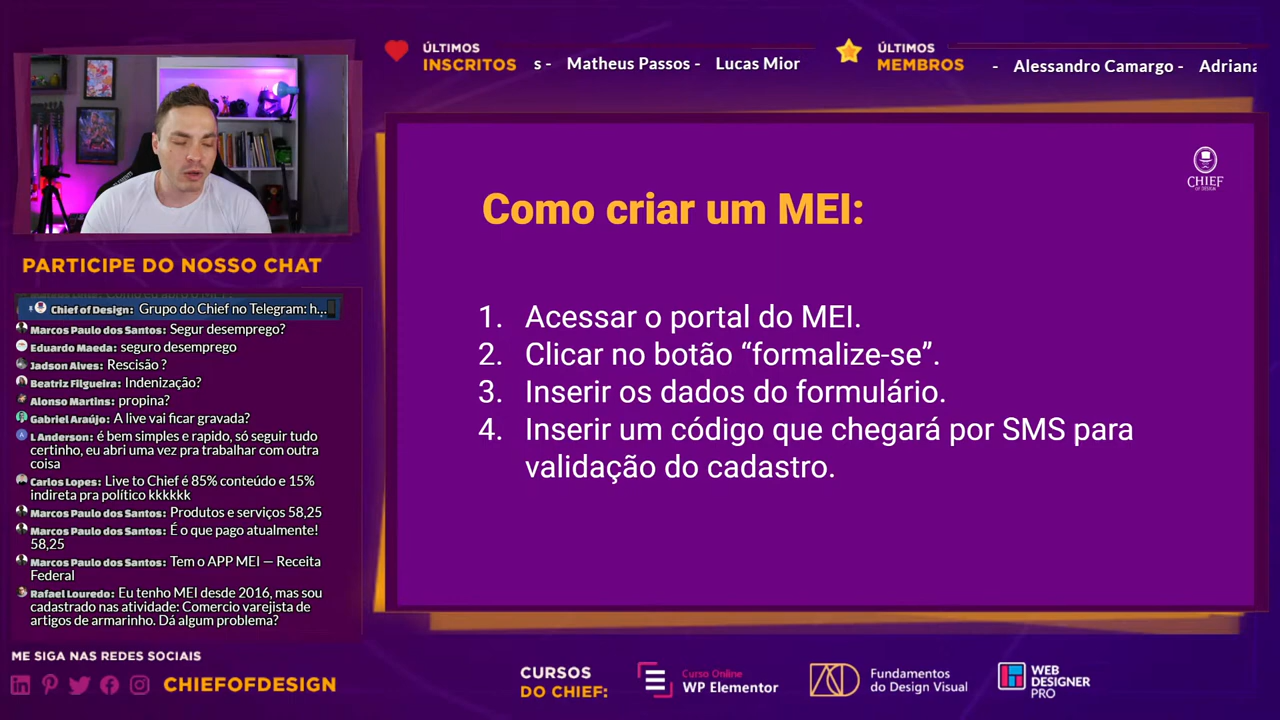 ÚLTIMOS
INSCRITOS
s - Matheus Passos - Lucas Mior
ÚLTIMOS
MEMBROS
- Alessandro Camargo - Adriana
CHIEF
OF DESIGN
Como criar um MEI:
1. Acessar o portal do MEI.
2. Clicar no botão “formalize-se”.
3. Inserir os dados do formulário.
4. Inserir um código que chegará por SMS para
validação do cadastro.
PARTICIPE DO NOSSO CHAT
Chief of Design: Grupo do Chief no Telegram: h...
Marcos Paulo dos Santos: Segur desemprego?
Eduardo Maeda: seguro desemprego
Jadson Alves: Rescisão ?
Beatriz Filgueira: Indenização?
Alonso Martins: propina?
Gabriel Araújo: A live vai ficar gravada?
L Anderson: é bem simples e rapido, só seguir tudo
certinho, eu abri uma vez pra trabalhar com outra
coisa
Carlos Lopes: Live to Chief é 85% conteúdo e 15%
indireta pra político kkkkkk
Marcos Paulo dos Santos: Produtos e serviços 58,25
Marcos Paulo dos Santos: É o que pago atualmente!
58,25
Marcos Paulo dos Santos: Tem o APP MEI — Receita
Federal
Rafael Louredo: Eu tenho MEI desde 2016, mas sou
cadastrado nas atividade: Comercio varejista de
artigos de armarinho. Dá algum problema?
ME SIGA NAS REDES SOCIAIS
CHIEFOFDESIGN
CURSOS
DO CHIEF:
Curso Online
WP Elementor
Fundamentos
do Design Visual
WEB
DESIGNER
PRO